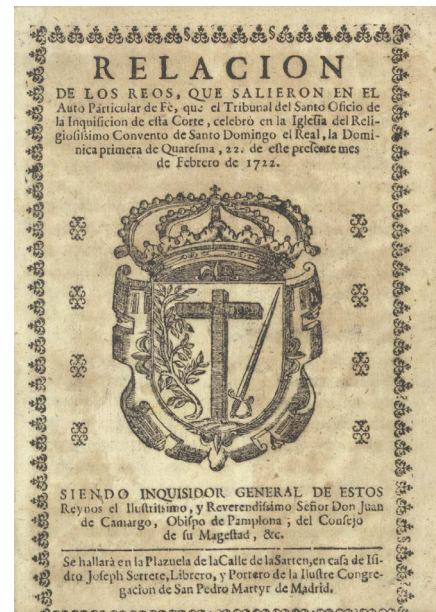 RELACION
DE LOS REOS, QUE SALIERON EN EL
Auto Particular de Fè, que el Tribunal del Santo Oficio de
la Inquisicion de esta Corte, celebrò en la Iglesia del Reli-
giosissimo Convento de Santo Domingo el Real, la Domi-
nica primera de Quaresma, 22. de este presente mes
de Febrero de 1722.
SIENDO INQUISIDOR GENERAL DE ESTOS
Reynos el Ilustrissimo, y Reverendissimo Señor Don Juan
de Camargo, Obispo de Pamplona, del Consejo
de su Magestad, &c.
Se hallarà en la Plazuela de la Calle de la Sarten, en casa de Isi-
dro Joseph Serrete, Librero, y Portero de la Ilustre Congre-
gacion de San Pedro Martyr de Madrid.